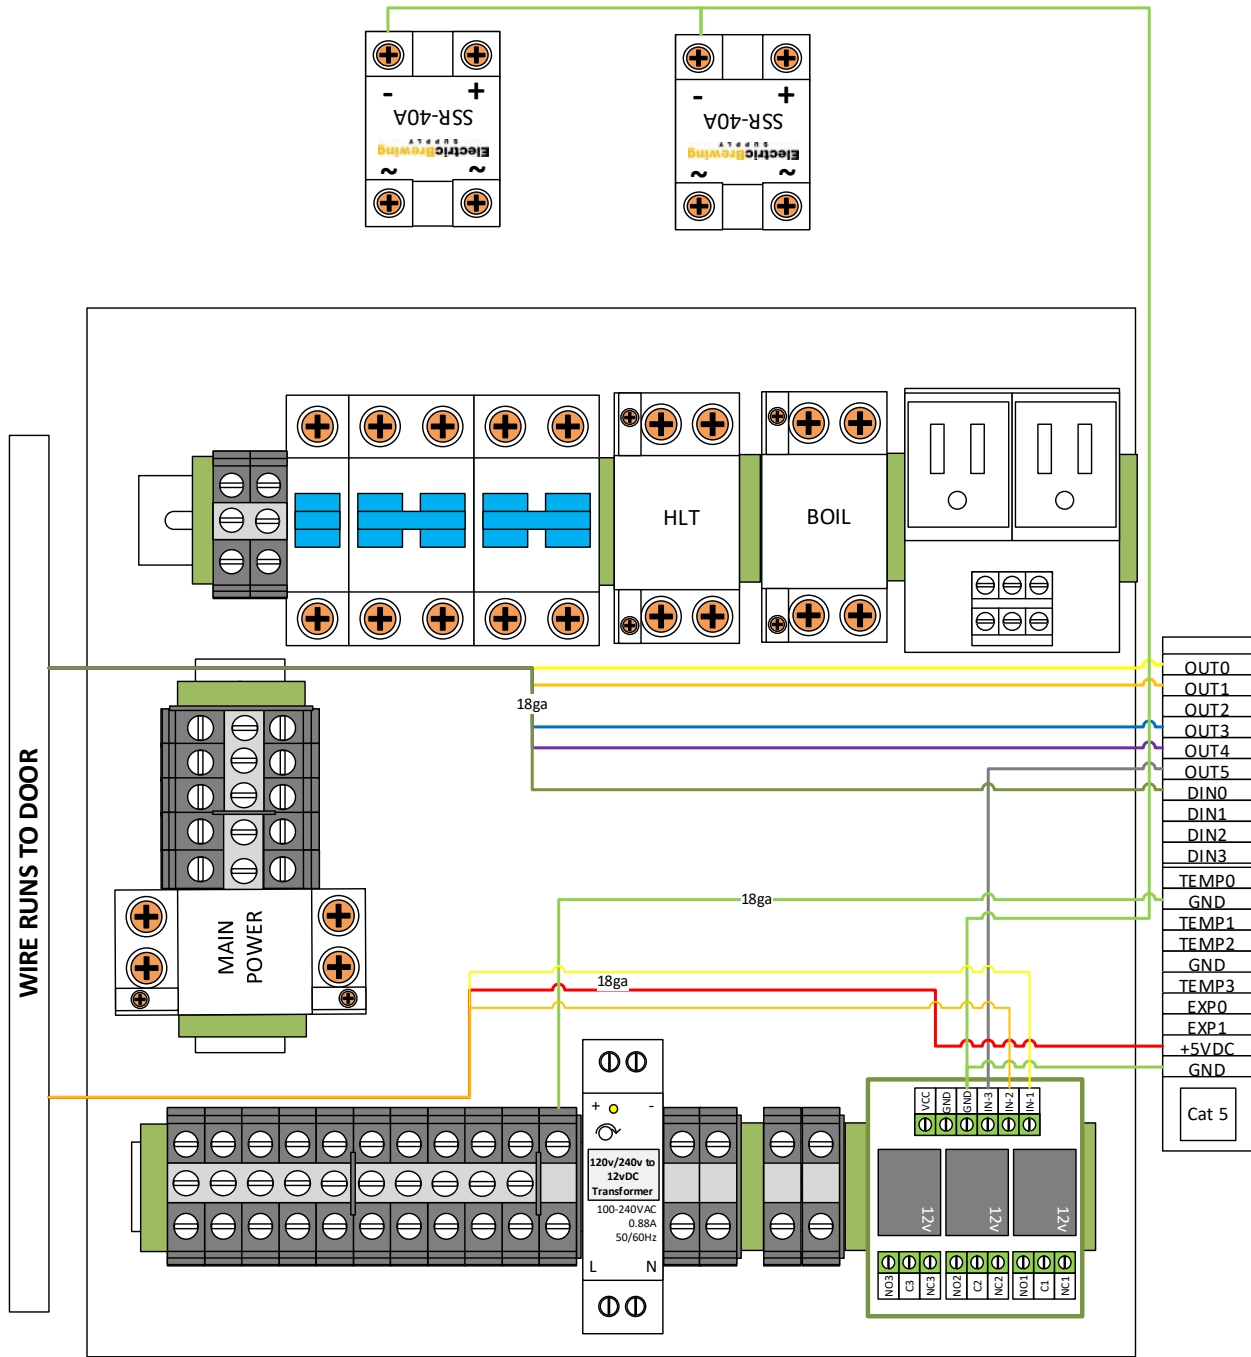 - +
SSR-40A
SUPPLY
ElectricBrewing
~ ~
- +
SSR-40A
SUPPLY
ElectricBrewing
~ ~
HLT
BOIL
WIRE RUNS TO DOOR
18ga
OUT0
OUT1
OUT2
OUT3
OUT4
OUT5
DIN0
DIN1
DIN2
DIN3
TEMP0
GND
TEMP1
TEMP2
GND
TEMP3
EXP0
EXP1
+5VDC
GND
Cat 5
MAIN
POWER
18ga
18ga
+ -
120v/240v to
12vDC
Transformer
100-240VAC
0.88A
50/60Hz
L N
VCC
GND
GND
IN-3
IN-2
IN-1
12v
12v
12v
NO3
C3
NC3
NO2
C2
NC2
NO1
C1
NC1